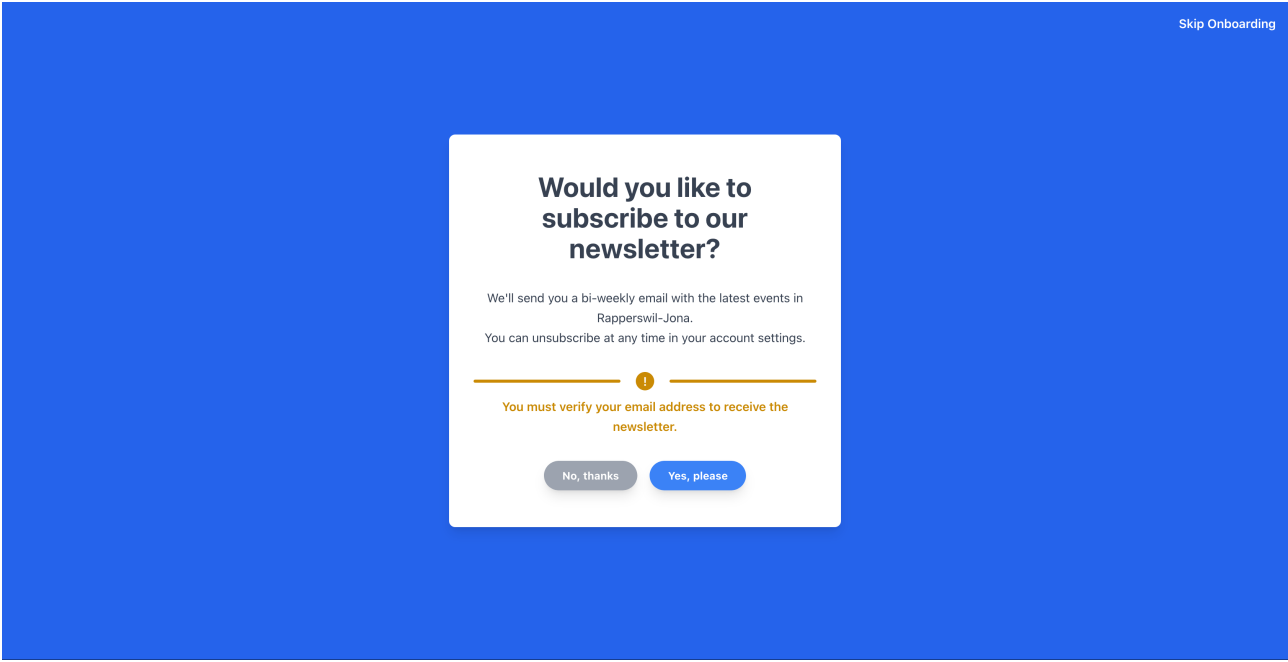 Skip Onboarding
Would you like to
subscribe to our
newsletter?
We'll send you a bi-weekly email with the latest events in
Rapperswil-Jona.
You can unsubscribe at any time in your account settings.
!
You must verify your email address to receive the
newsletter.
No, thanks
Yes, please